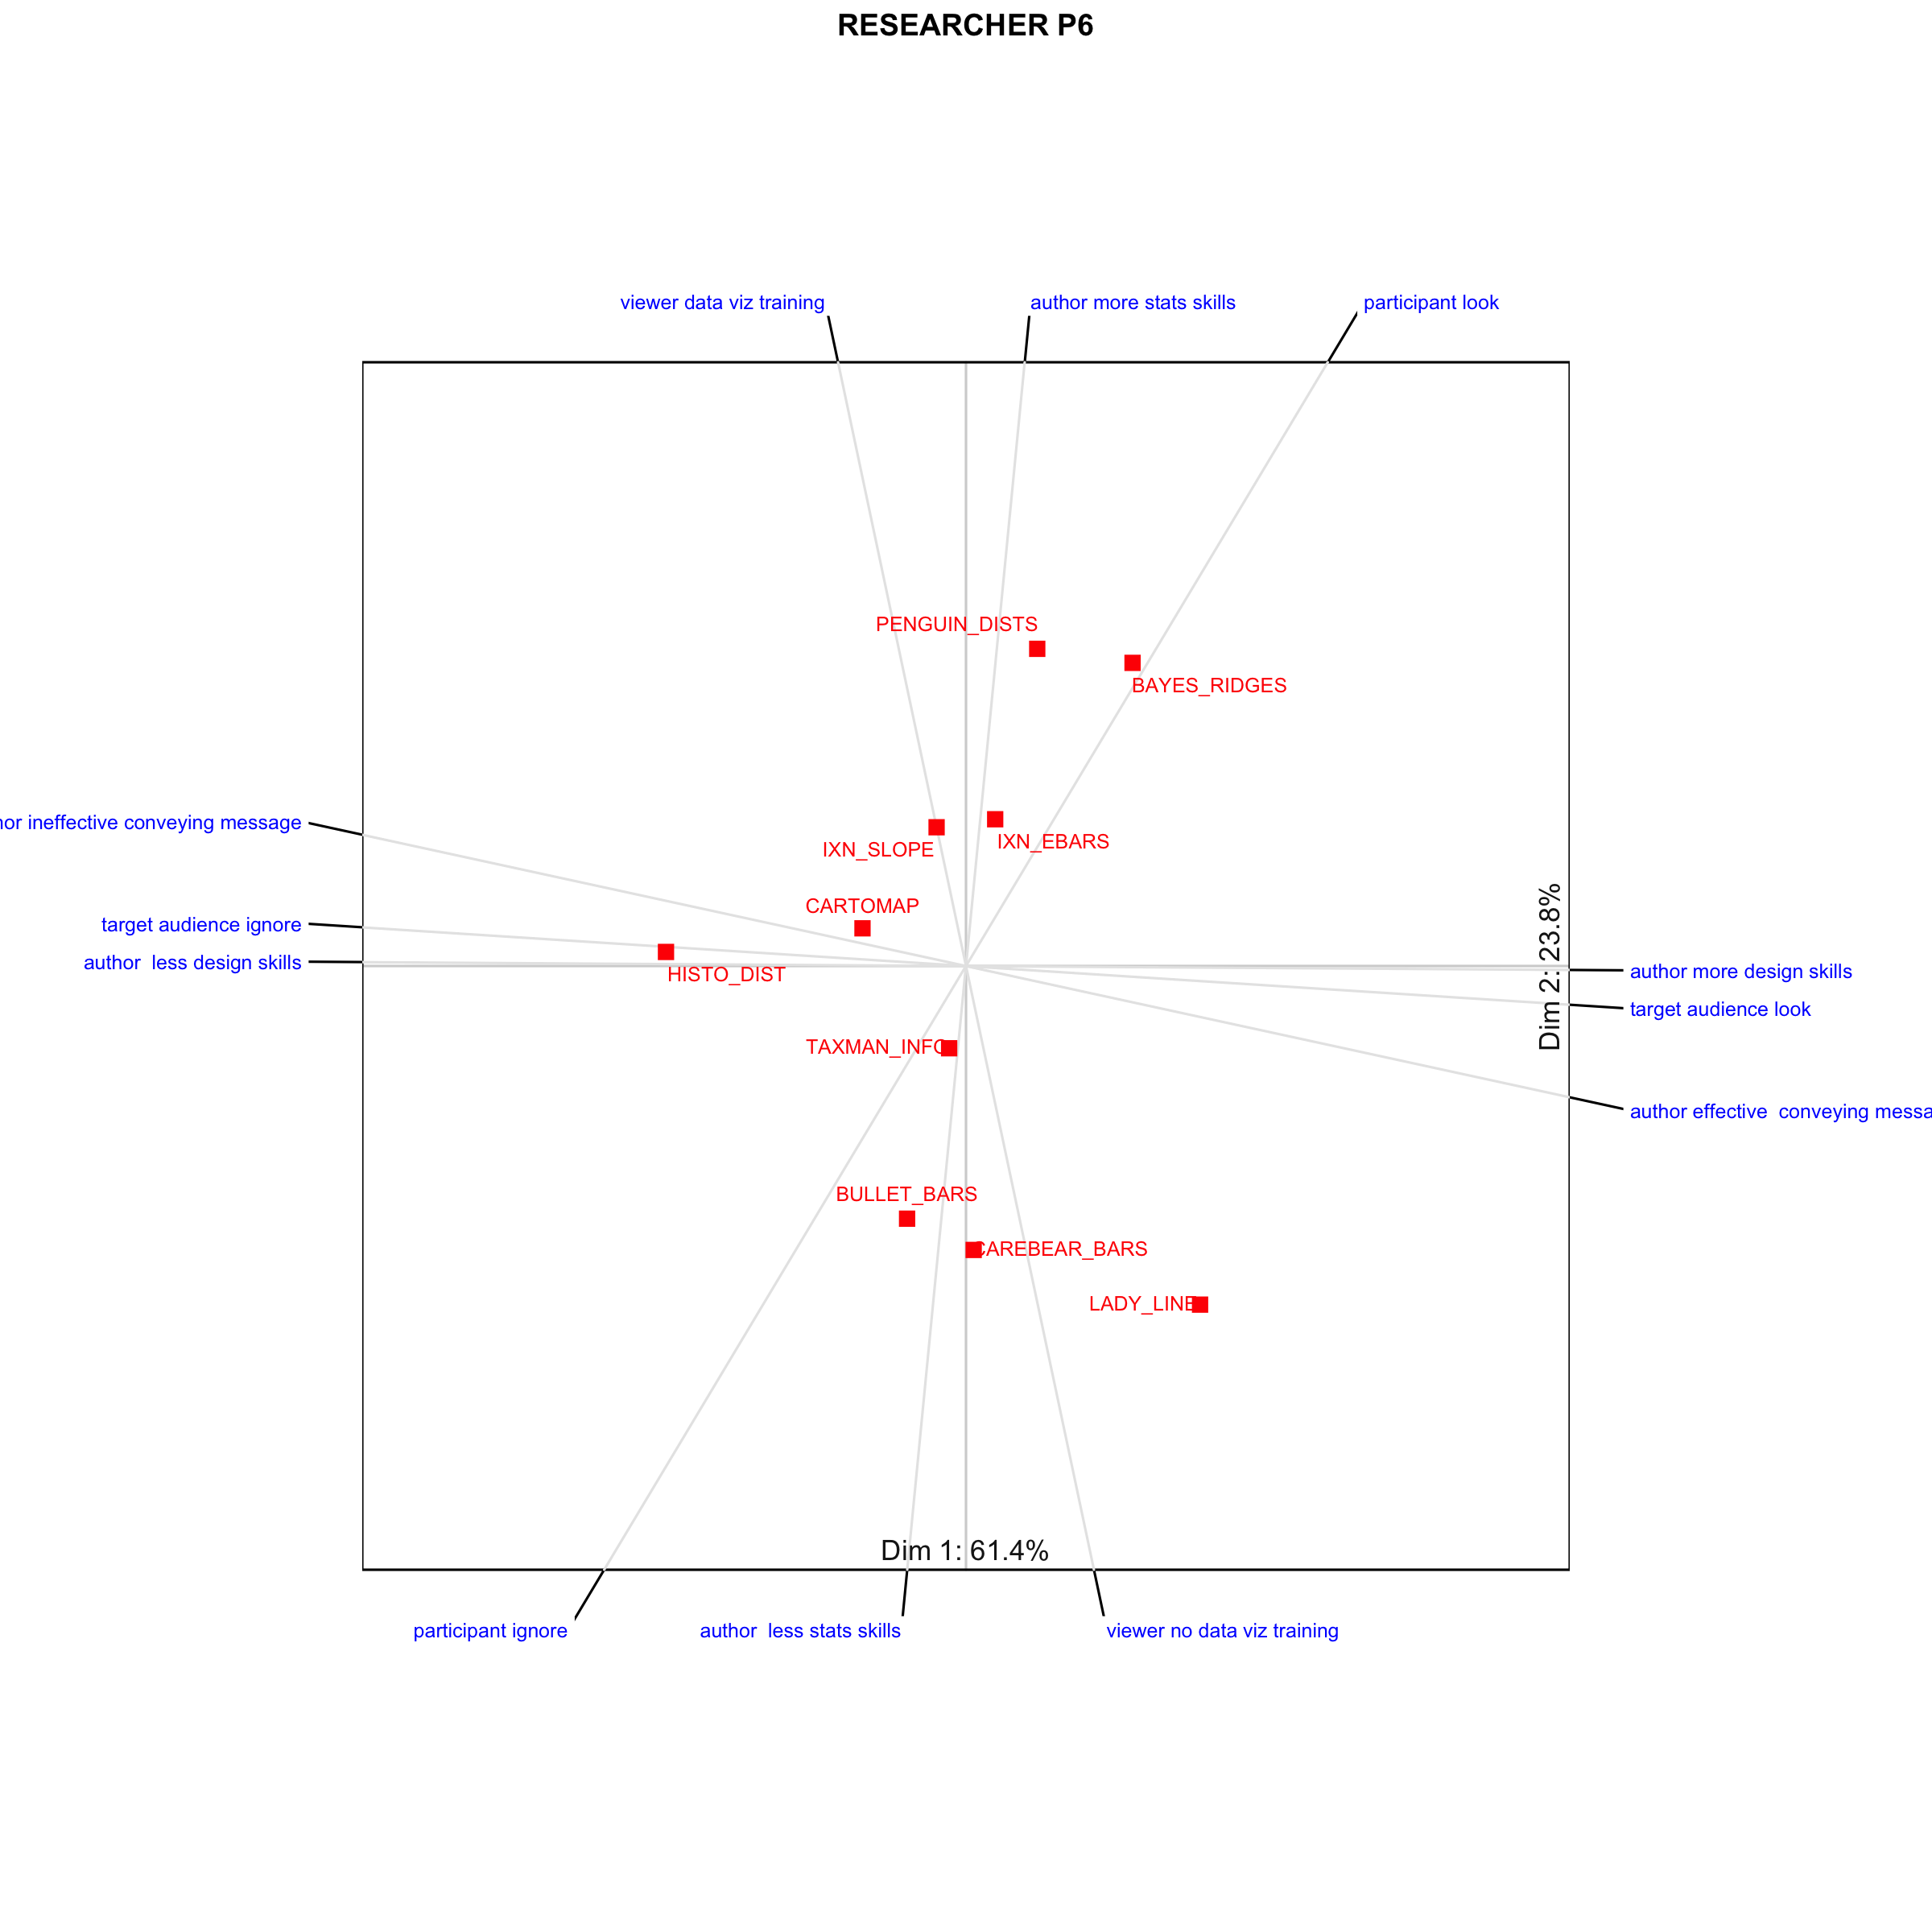 RESEARCHER P6
viewer data viz training
author more stats skills
participant look
PENGUIN_DISTS
BAYES_RIDGES
ineffective conveying message
IXN_SLOPE
IXN_EBARS
CARTOMAP
target audience ignore
author  less design skills
HISTO_DIST
Dim 2: 23.8%
author more design skills
target audience look
TAXMAN_INFO
author effective  conveying
BULLET_BARS
CAREBEAR_BARS
LADY_LINE
Dim 1: 61.4%
participant ignore
author  less stats skills
viewer no data viz training